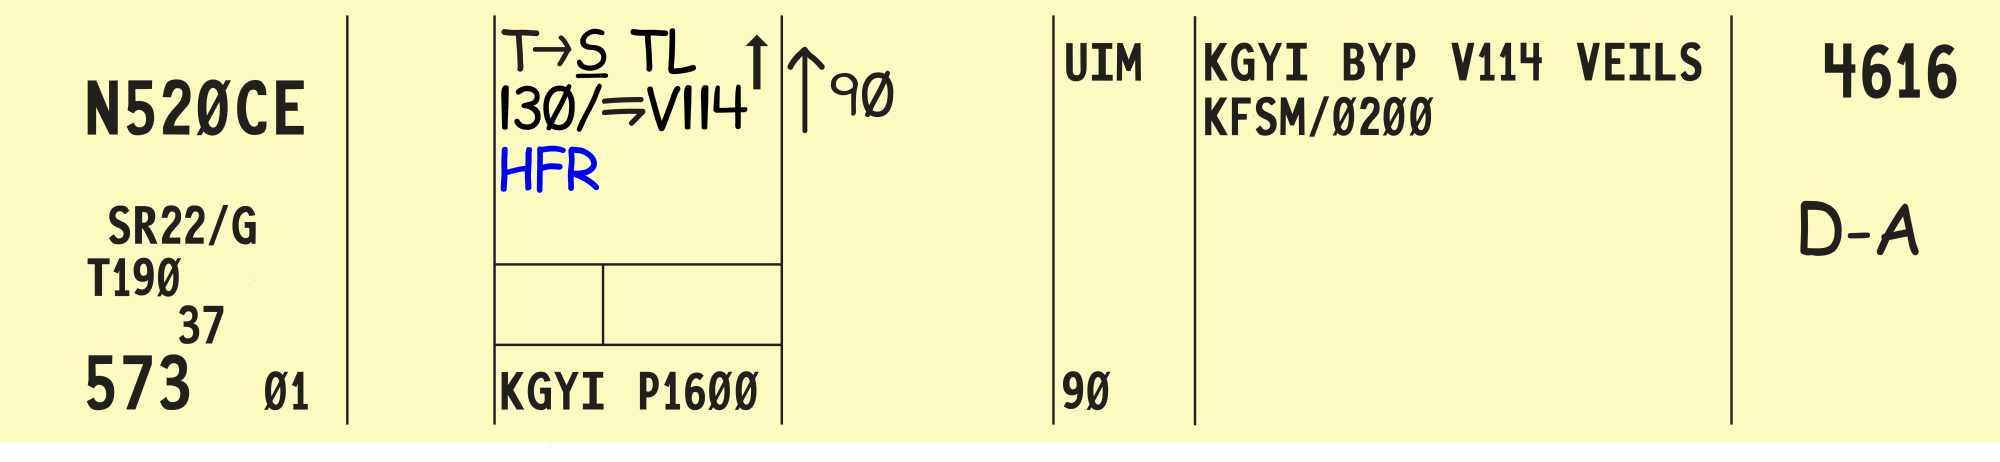 N520CE
SR22/G
T190
37
573 01
T→S TL ↑
130/⇒V114
HFR
KGYI P1600
↑90
UIM
90
KGYI BYP V114 VEILS
KFSM/0200
4616
D-A